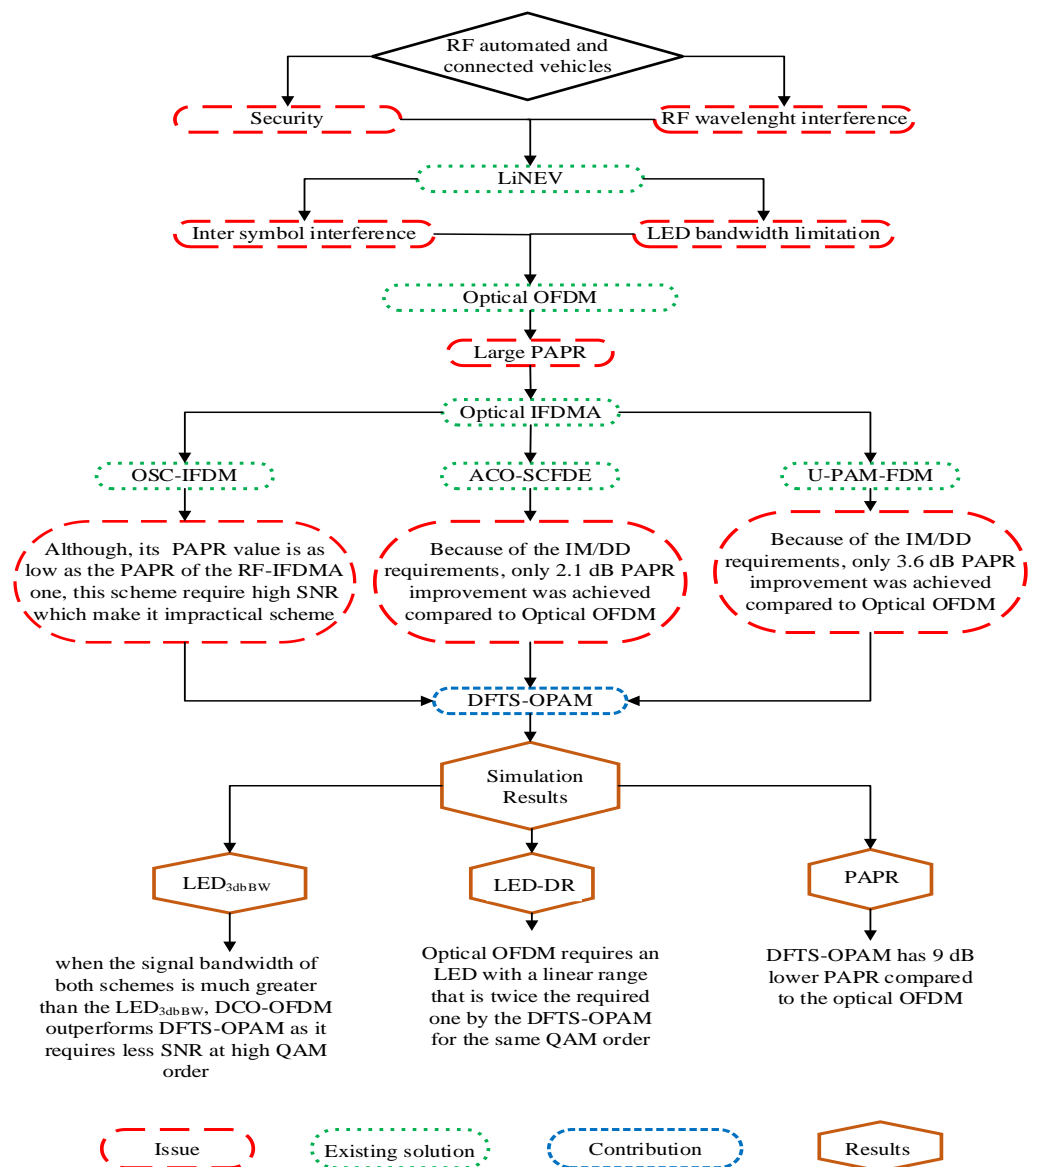 RF automated and
connected vehicles
Security
RF wavelenght interference
LiNEV
Inter symbol interference
LED bandwidth limitation
Optical OFDM
Large PAPR
Optical IFDMA
OSC-IFDM
ACO-SCFDE
U-PAM-FDM
Although, its PAPR value is as
low as the PAPR of the RF-IFDMA
one, this scheme require high SNR
which make it impractical scheme
Because of the IM/DD
requirements, only 2.1 dB PAPR
improvement was achieved
compared to Optical OFDM
Because of the IM/DD
requirements, only 3.6 dB PAPR
improvement was achieved
compared to Optical OFDM
DFTS-OPAM
Simulation
Results
LED3dbBW
LED-DR
PAPR
when the signal bandwidth of
both schemes is much greater
than the LED3dbBW, DCO-OFDM
outperforms DFTS-OPAM as it
requires less SNR at high QAM
order
Optical OFDM requires an
LED with a linear range
that is twice the required
one by the DFTS-OPAM
for the same QAM order
DFTS-OPAM has 9 dB
lower PAPR compared
to the optical OFDM
Issue
Existing solution
Contribution
Results